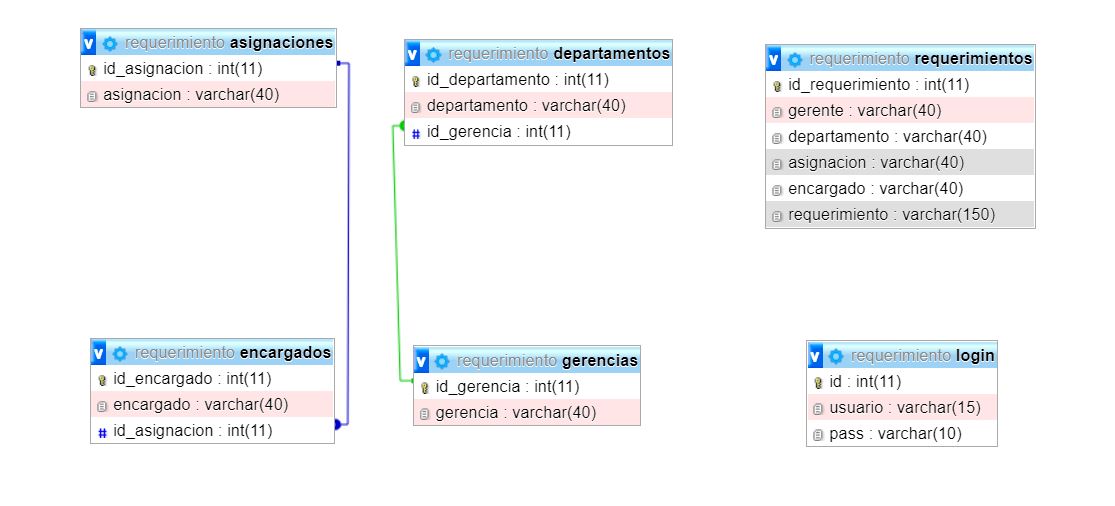 requerimiento asignaciones
id_asignacion : int(11)
asignacion : varchar(40)
requerimiento departamentos
id_departamento : int(11)
departamento : varchar(40)
id_gerencia : int(11)
requerimiento requerimientos
id_requerimiento : int(11)
gerente : varchar(40)
departamento : varchar(40)
asignacion : varchar(40)
encargado : varchar(40)
requerimiento : varchar(150)
requerimiento encargados
id_encargado : int(11)
encargado : varchar(40)
id_asignacion : int(11)
requerimiento gerencias
id_gerencia : int(11)
gerencia : varchar(40)
requerimiento login
id : int(11)
usuario : varchar(15)
pass : varchar(10)